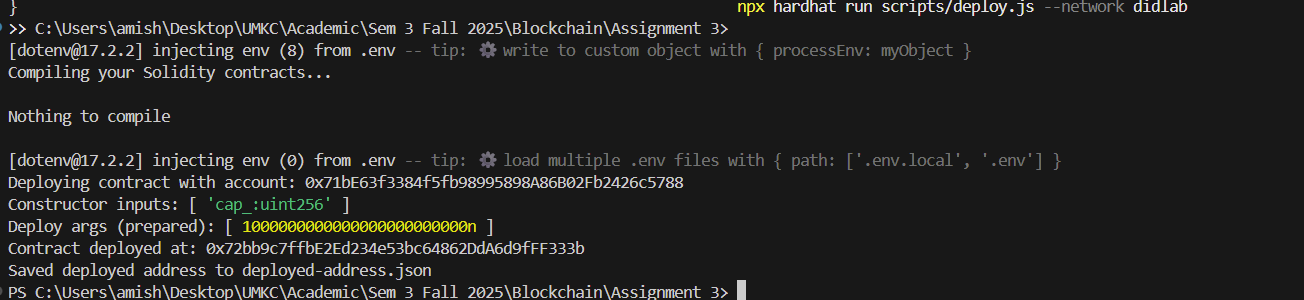 }                                                                 npx hardhat run scripts/deploy.js --network didlab
>> C:\Users\amish\Desktop\UMKC\Academic\Sem 3 Fall 2025\Blockchain\Assignment 3>
[dotenv@17.2.2] injecting env (8) from .env -- tip: ⚙️ write to custom object with { processEnv: myObject }
Compiling your Solidity contracts...
Nothing to compile
[dotenv@17.2.2] injecting env (0) from .env -- tip: ⚙️ load multiple .env files with { path: ['.env.local', '.env'] }
Deploying contract with account: 0x71bE63f3384f5fb98995898A86B02Fb2426c5788
Constructor inputs: [ 'cap_:uint256' ]
Deploy args (prepared): [ 1000000000000000000000000n ]
Contract deployed at: 0x72bb9c7ffbE2Ed234e53bc64862DdA6d9fFF333b
Saved deployed address to deployed-address.json
PS C:\Users\amish\Desktop\UMKC\Academic\Sem 3 Fall 2025\Blockchain\Assignment 3>